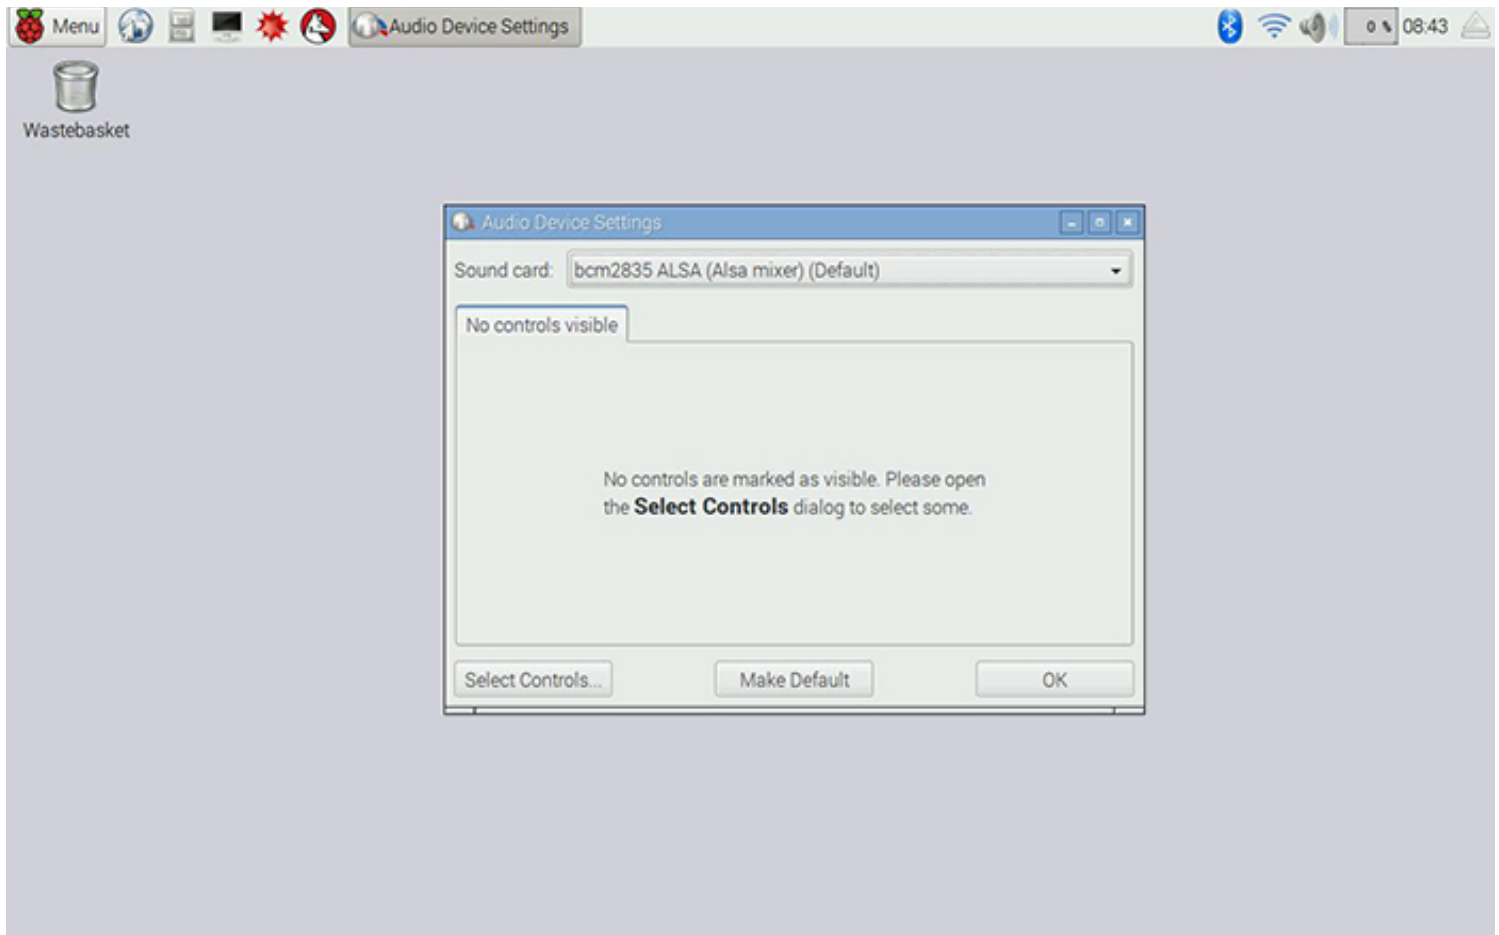 Menu
Audio Device Settings
0 %
08:43
Wastebasket
Audio Device Settings
Sound card:
bcm2835 ALSA (Alsa mixer) (Default)
No controls visible
No controls are marked as visible. Please open
the Select Controls dialog to select some.
Select Controls...
Make Default
OK